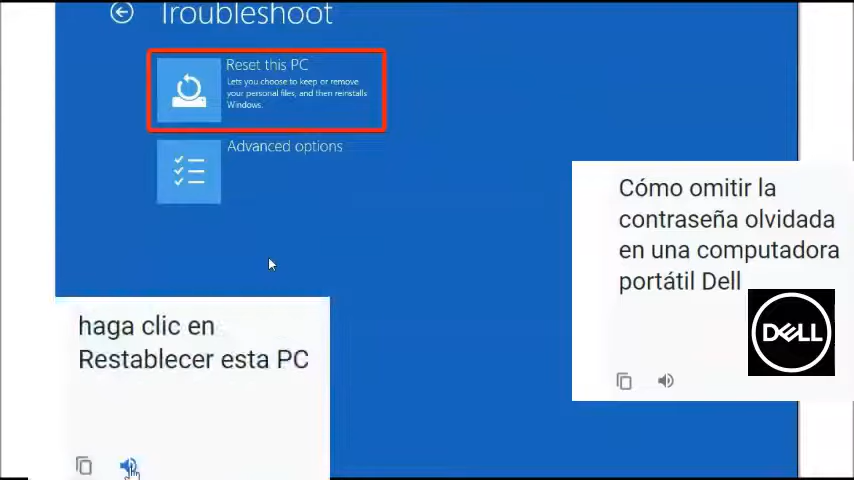 Troubleshoot
Reset this PC
Lets you choose to keep or remove
your personal files, and then reinstalls
Windows.
Advanced options
Cómo omitir la
contraseña olvidada
en una computadora
portátil Dell
DELL
haga clic en
Restablecer esta PC